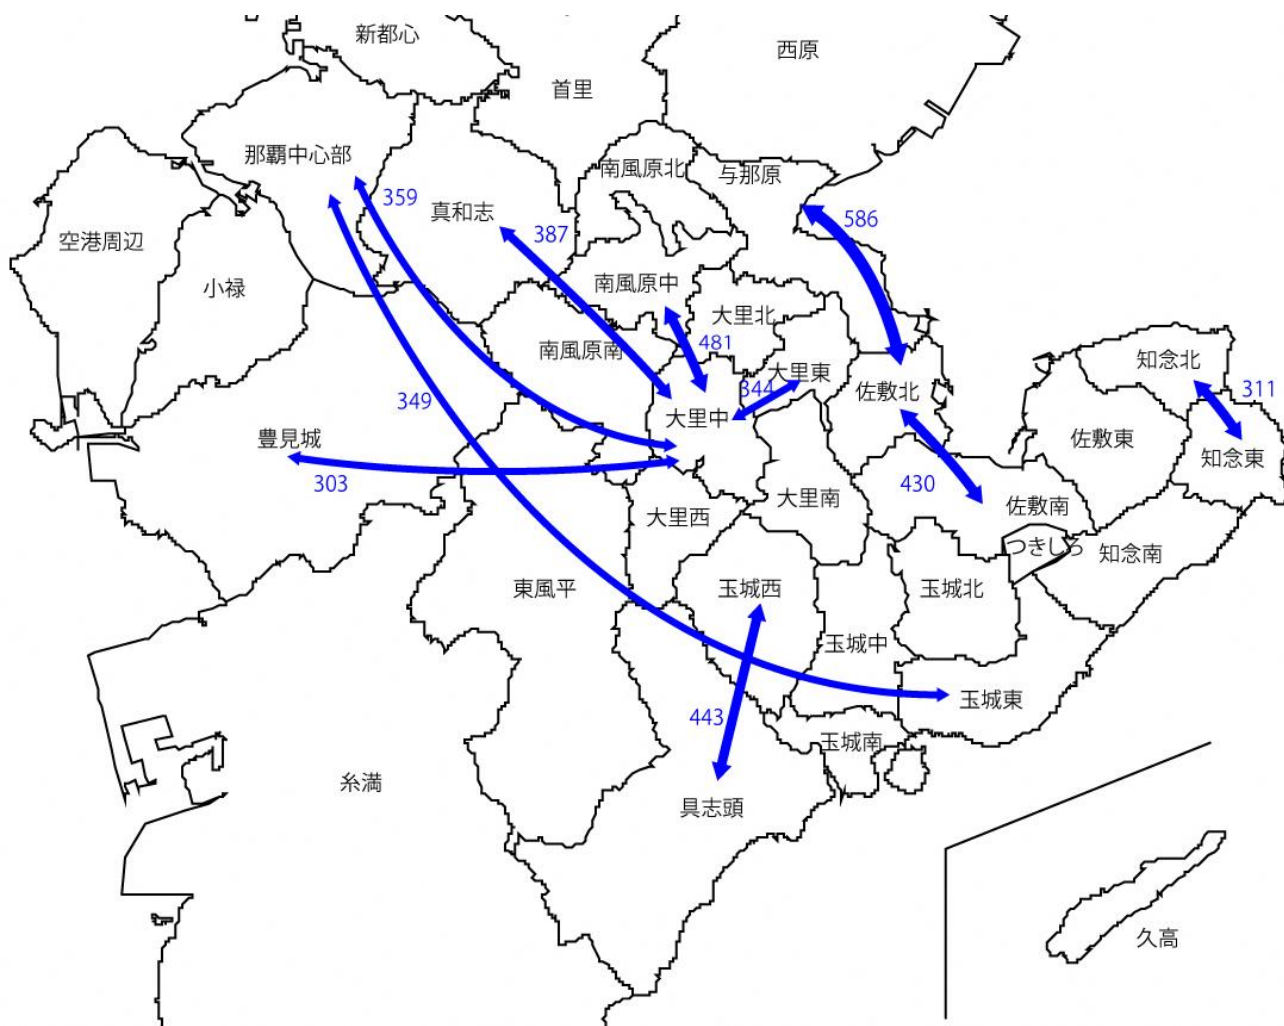 新都心
西原
首里
那覇中心部
南風原北
与那原
359
真和志
387
586
空港周辺
小禄
南風原中
大里北
481
南風原南
大里東
344
佐敷北
知念北
311
349
大里中
豊見城
佐敷東
知念東
303
430
大里西
大里南
佐敷南
つきしろ
知念南
東風平
玉城西
玉城北
玉城中
玉城東
443
玉城南
糸満
具志頭
久高